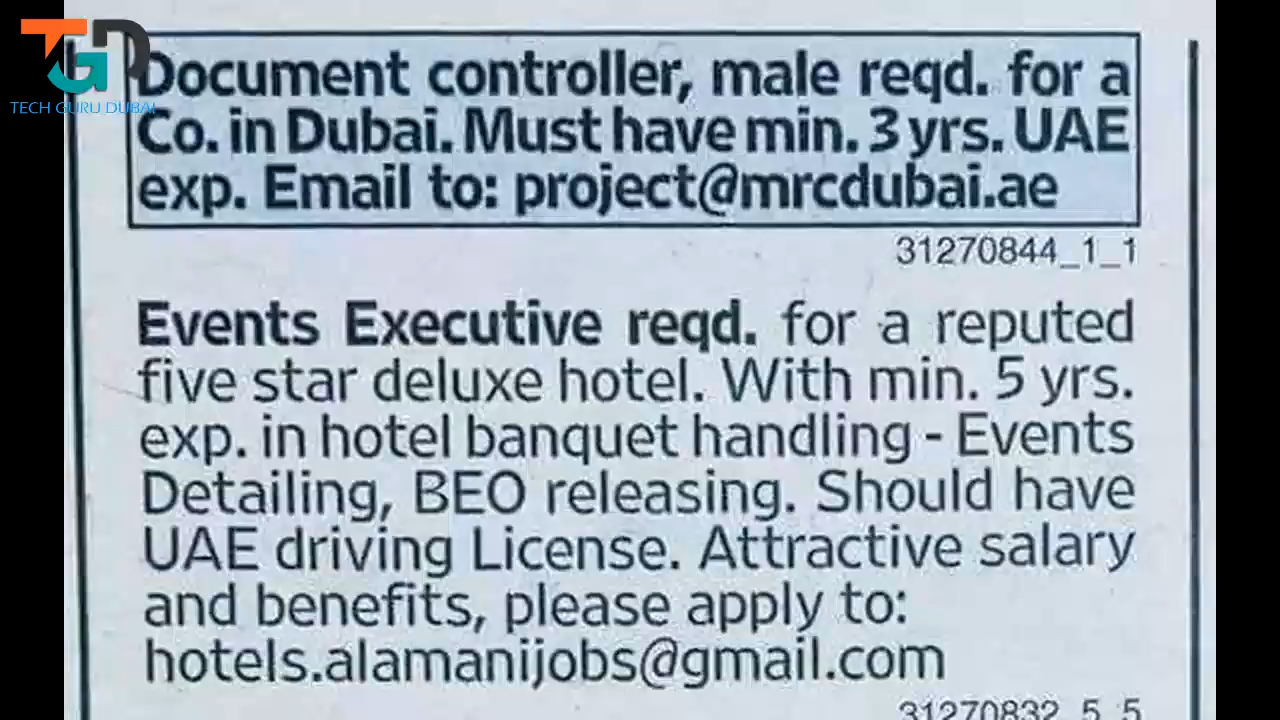 TGD
TECH GURU DUBAI
Document controller, male reqd. for a
Co. in Dubai. Must have min. 3 yrs. UAE
exp. Email to: project@mrcdubai.ae
31270844_1_1
Events Executive reqd. for a reputed
five star deluxe hotel. With min. 5 yrs.
exp. in hotel banquet handling - Events
Detailing, BEO releasing. Should have
UAE driving License. Attractive salary
and benefits, please apply to:
hotels.alamanijobs@gmail.com
31270832_5_5